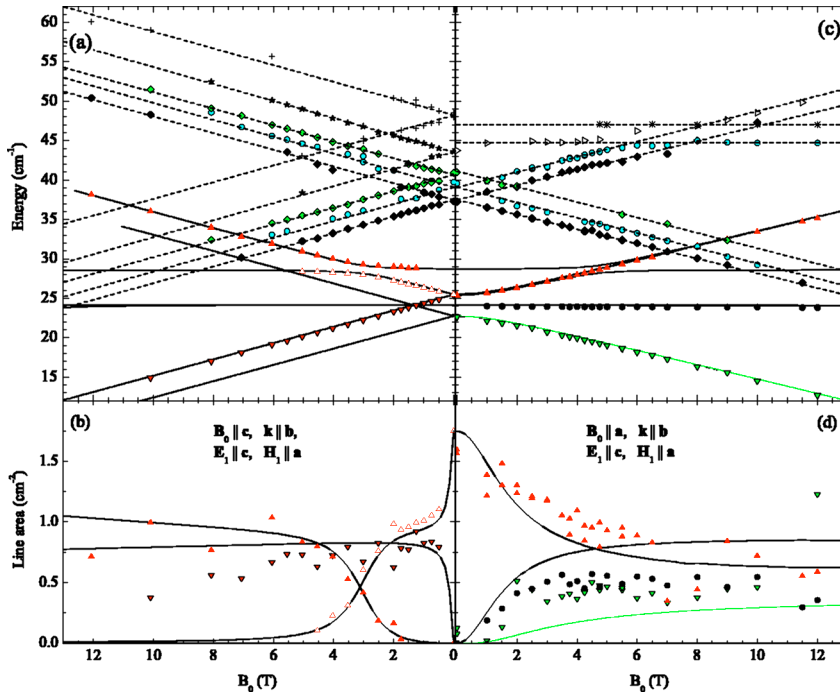 (a)
(c)
60
55
50
45
40
35
30
25
20
15
Energy (cm⁻¹)
(b)
B₀ ∥ c, k ∥ b,
E₁ ∥ c, H₁ ∥ a
B₀ ∥ a, k ∥ b
E₁ ∥ c, H₁ ∥ a
(d)
1.5
1.0
0.5
0.0
Line area (cm⁻²)
12 10 8 6 4 2 0 2 4 6 8 10 12
B₀ (T) B₀ (T)